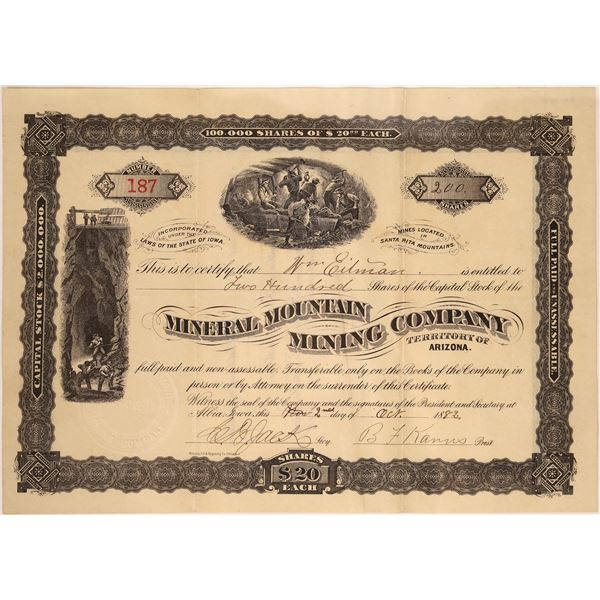 100.000 SHARES OF $20.00 EACH.
NUMBER
187
200.
SHARES
INCORPORATED
UNDER THE
LAWS OF THE STATE OF IOWA.
MINES LOCATED
IN
SANTA RITA MOUNTAINS.
CAPITAL STOCK $2.000.000
FULL PAID UNASSESSABLE.
This is to certify that Wm Eilman. is entitled to
Two Hundred Shares of the Capital Stock of the
MINERAL MOUNTAIN
MINING COMPANY
TERRITORY OF
ARIZONA.
full paid and non-assessable. Transferable only on the Books of the Company in
person or by Attorney on the surrender of this Certificate.
Witness the seal of the Company and the signatures of the President and Secretary at
Albia, Iowa, this 2nd day of Oct. 1882
Secy. Prest
SHARES
$20
EACH